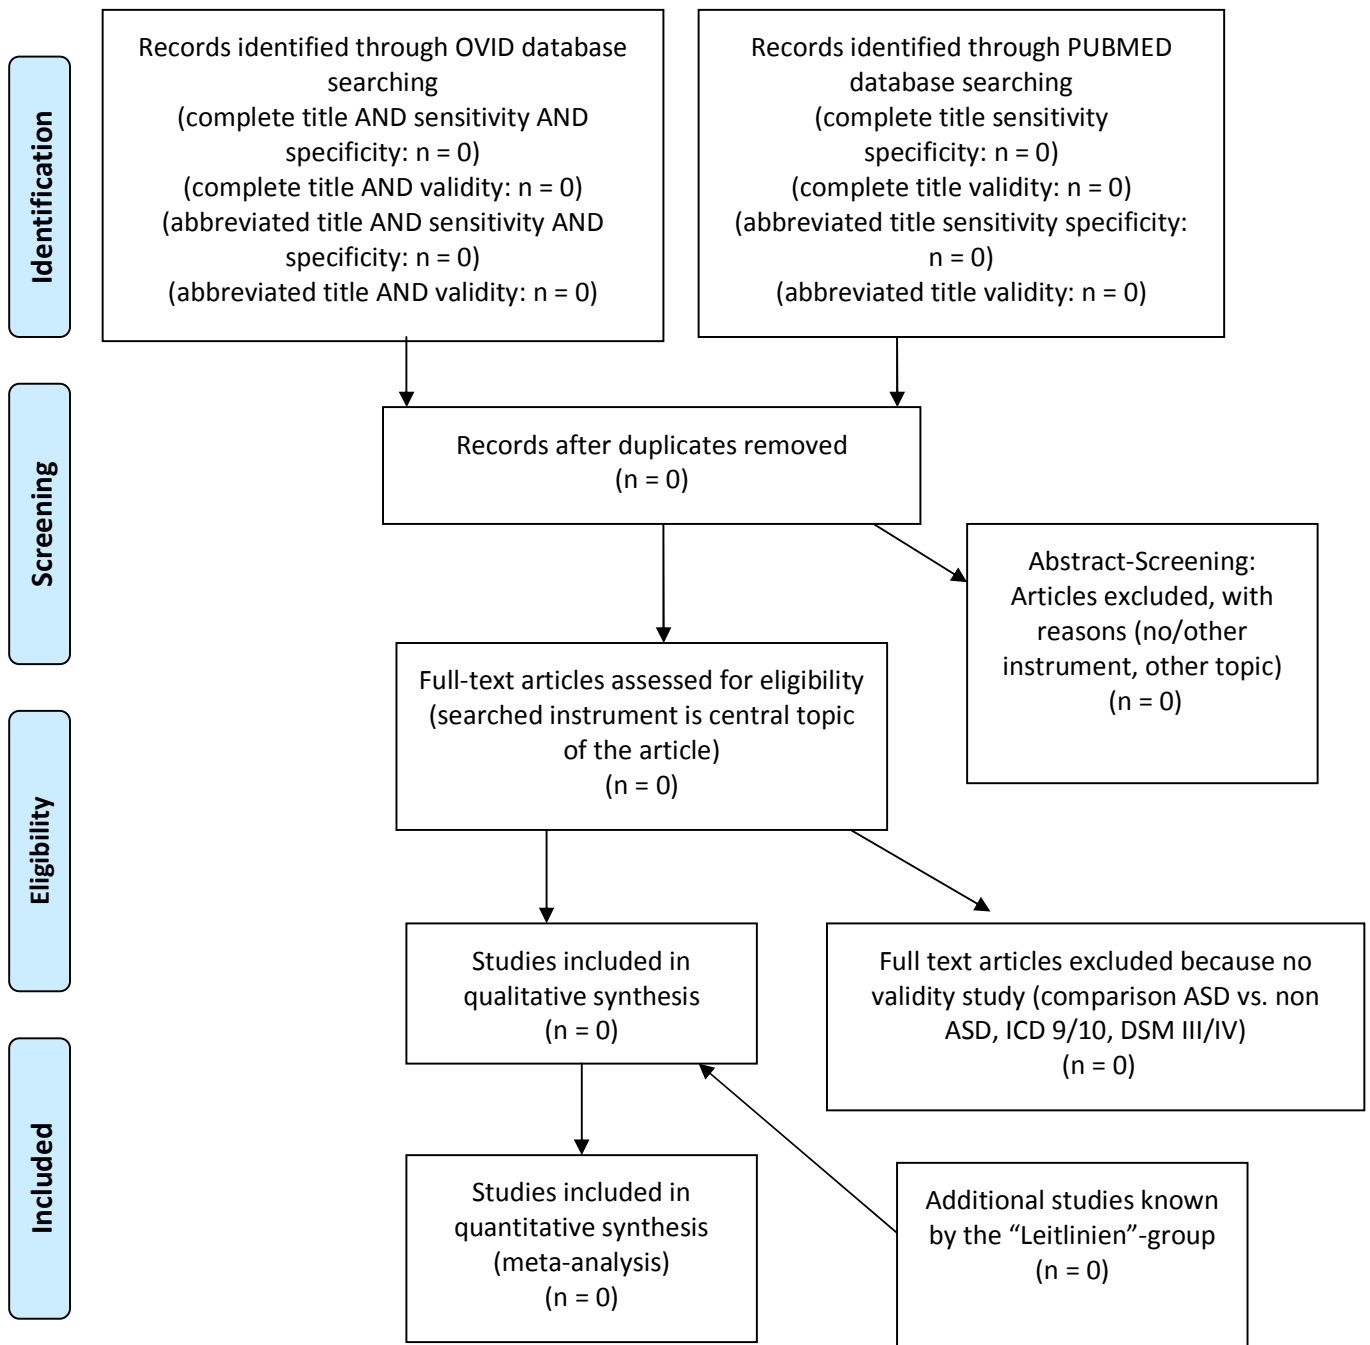 Identification
Records identified through OVID database
searching
(complete title AND sensitivity AND
specificity: n = 0)
(complete title AND validity: n = 0)
(abbreviated title AND sensitivity AND
specificity: n = 0)
(abbreviated title AND validity: n = 0)
Records identified through PUBMED
database searching
(complete title sensitivity
specificity: n = 0)
(complete title validity: n = 0)
(abbreviated title sensitivity specificity:
n = 0)
(abbreviated title validity: n = 0)
Screening
Records after duplicates removed
(n = 0)
Abstract-Screening:
Articles excluded, with
reasons (no/other
instrument, other topic)
(n = 0)
Eligibility
Full-text articles assessed for eligibility
(searched instrument is central topic
of the article)
(n = 0)
Full text articles excluded because no
validity study (comparison ASD vs. non
ASD, ICD 9/10, DSM III/IV)
(n = 0)
Studies included in
qualitative synthesis
(n = 0)
Included
Studies included in
quantitative synthesis
(meta-analysis)
(n = 0)
Additional studies known
by the “Leitlinien”-group
(n = 0)